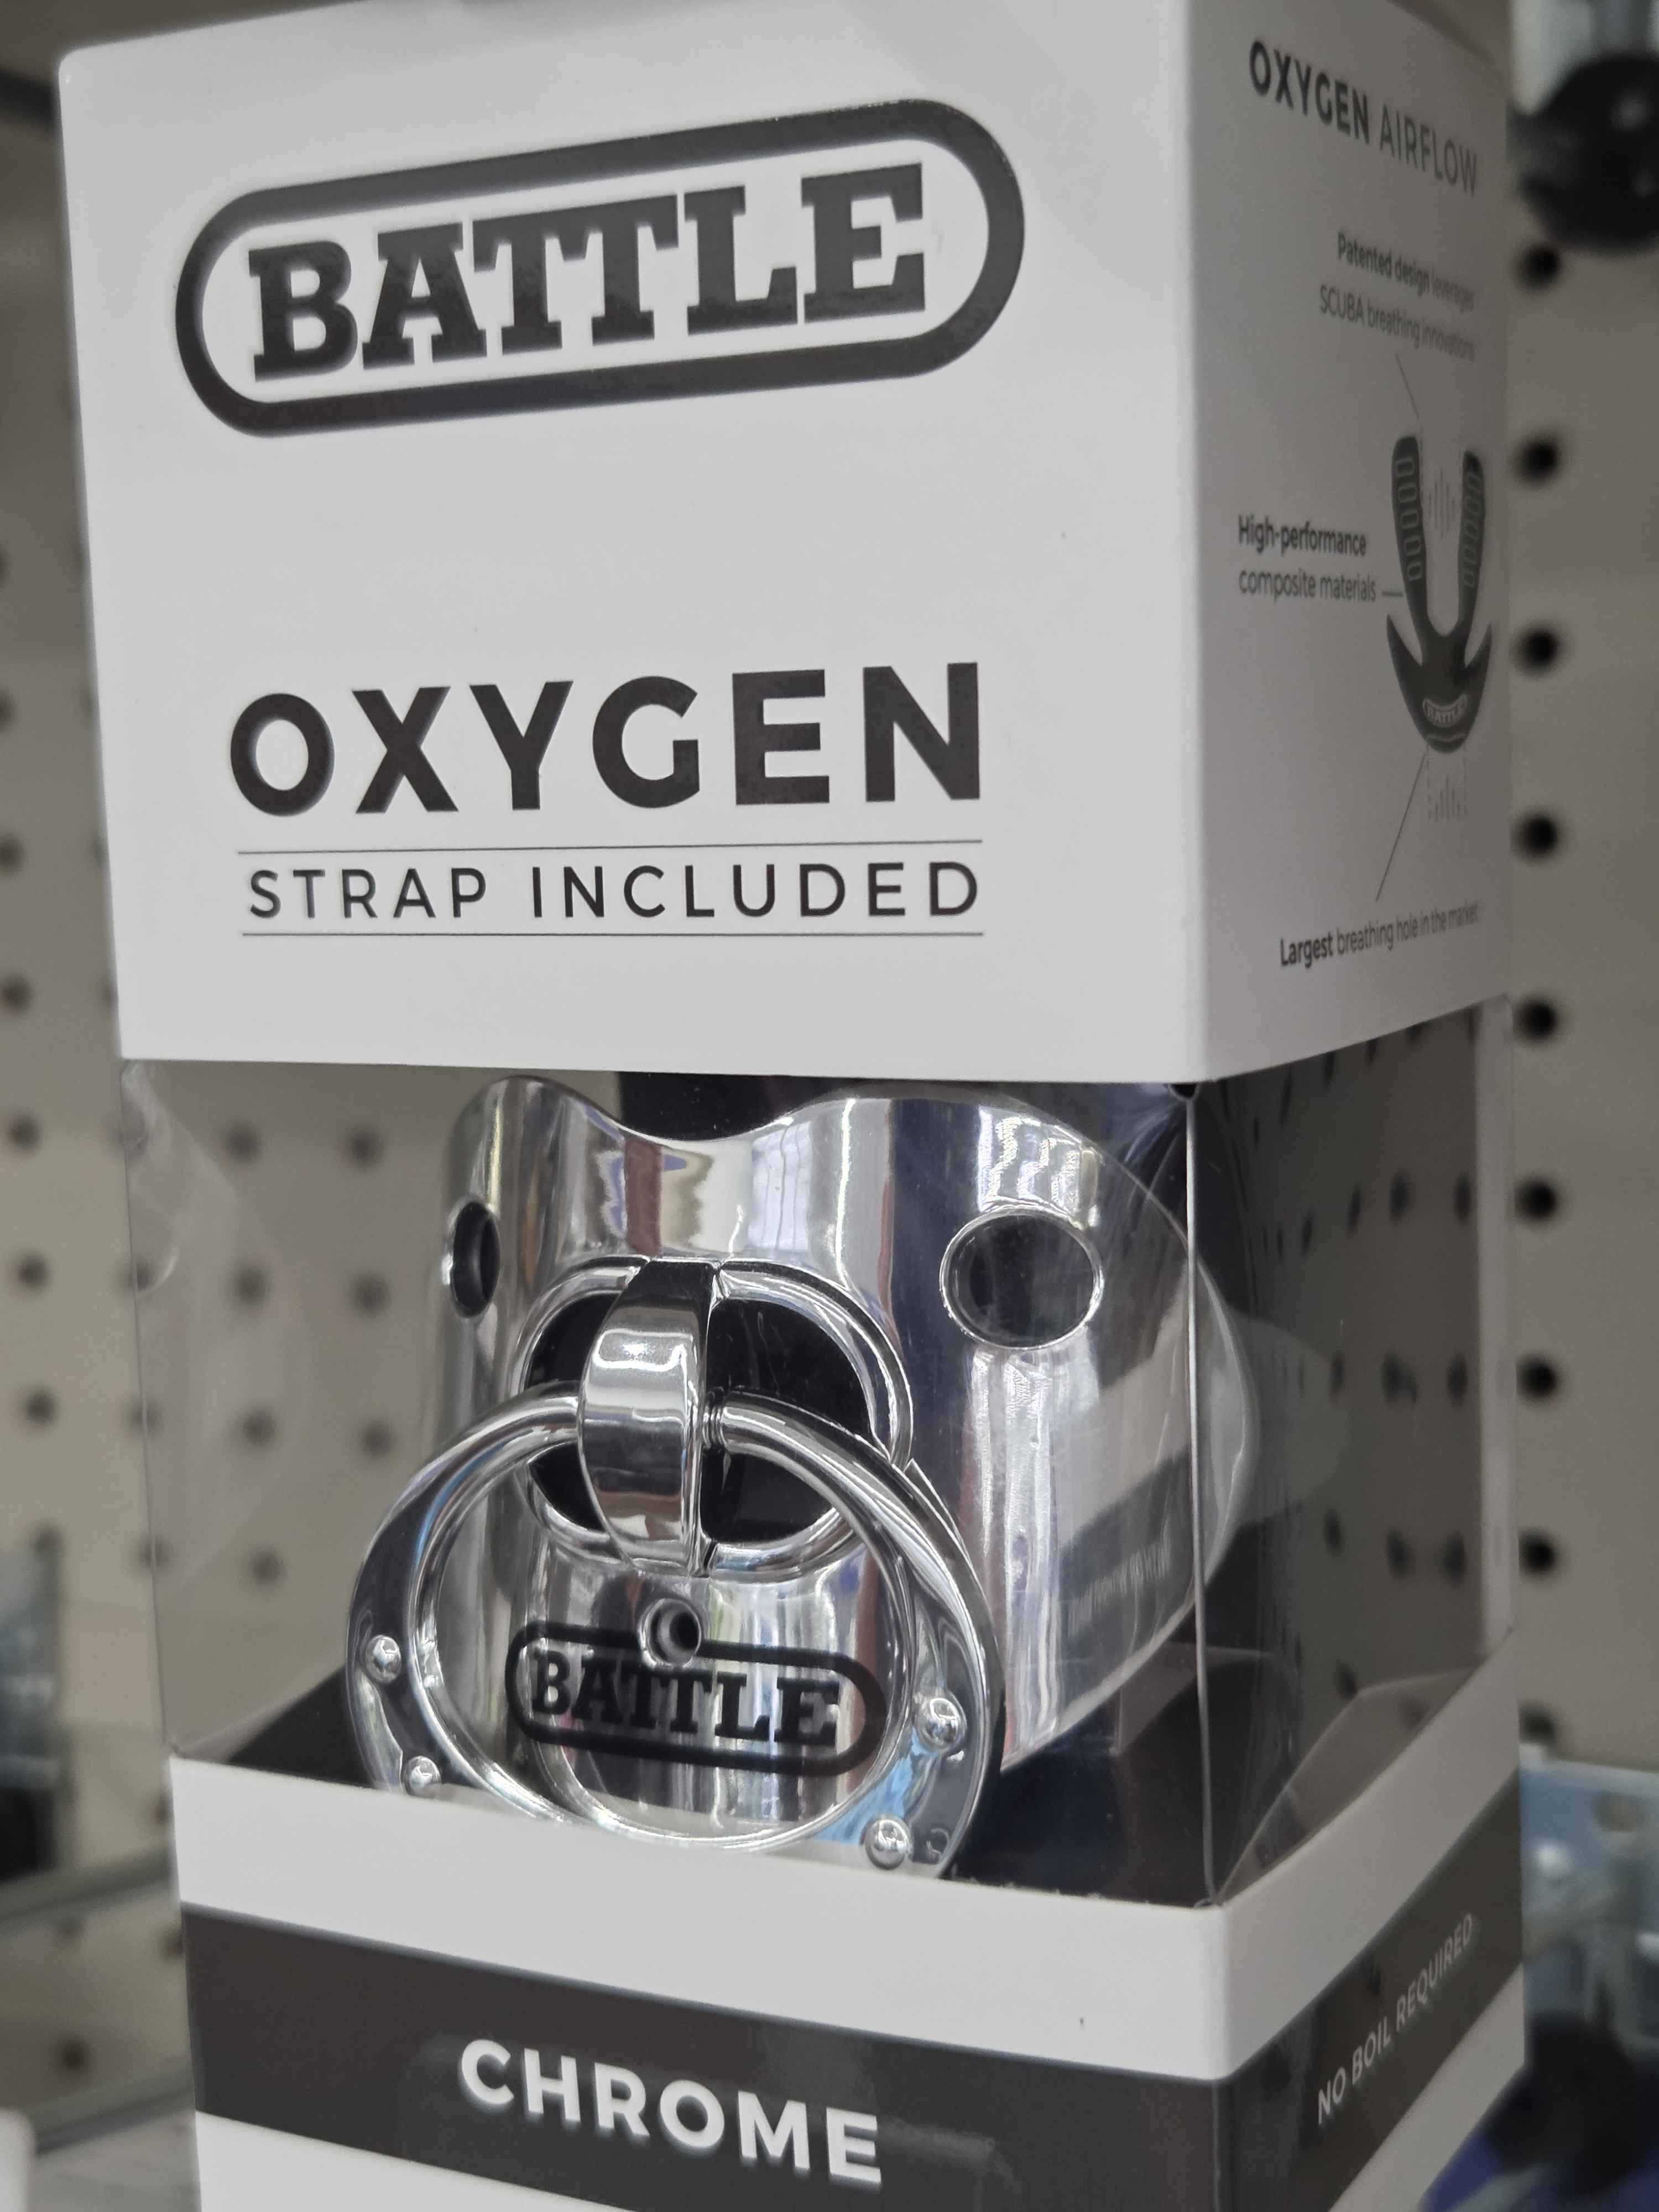 BATTLE
OXYGEN
STRAP INCLUDED
OXYGEN AIRFLOW
Patented design leverages
SCUBA breathing innovations
High-performance
composite materials
BATTLE
Largest breathing hole in the market
BATTLE
CHROME
NO BOIL REQUIRED